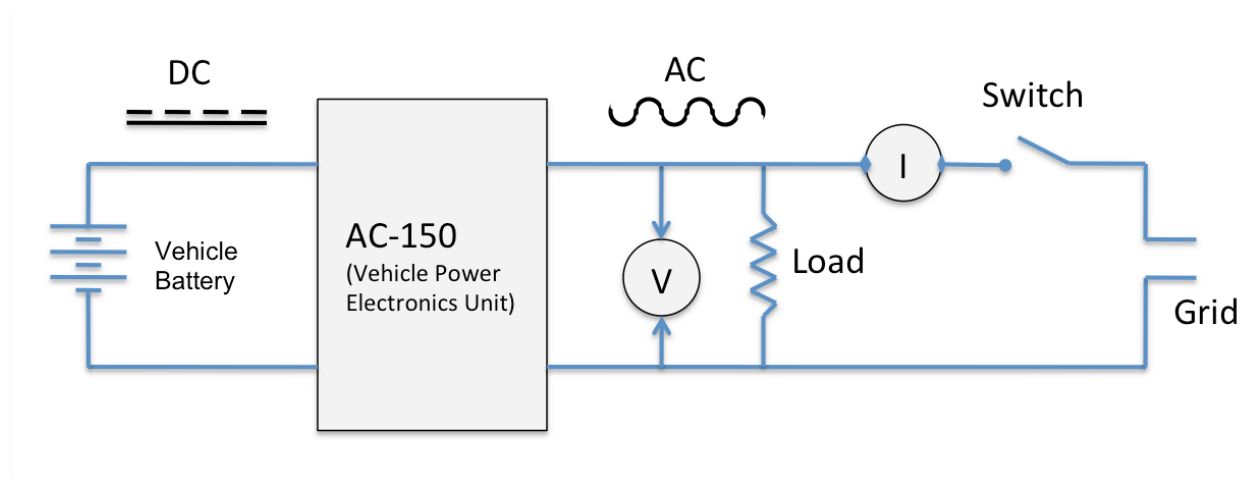 DC
AC
Switch
I
AC-150
(Vehicle Power
Electronics Unit)
Vehicle
Battery
V
Load
Grid